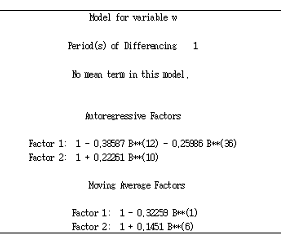 Model for variable w
Period(s) of Differencing 1
No mean term in this model.
Autoregressive Factors
Factor 1: 1 - 0.38587 B**(12) - 0.25986 B**(36)
Factor 2: 1 + 0.22261 B**(10)
Moving Average Factors
Factor 1: 1 - 0.32259 B**(1)
Factor 2: 1 + 0.1451 B**(6)